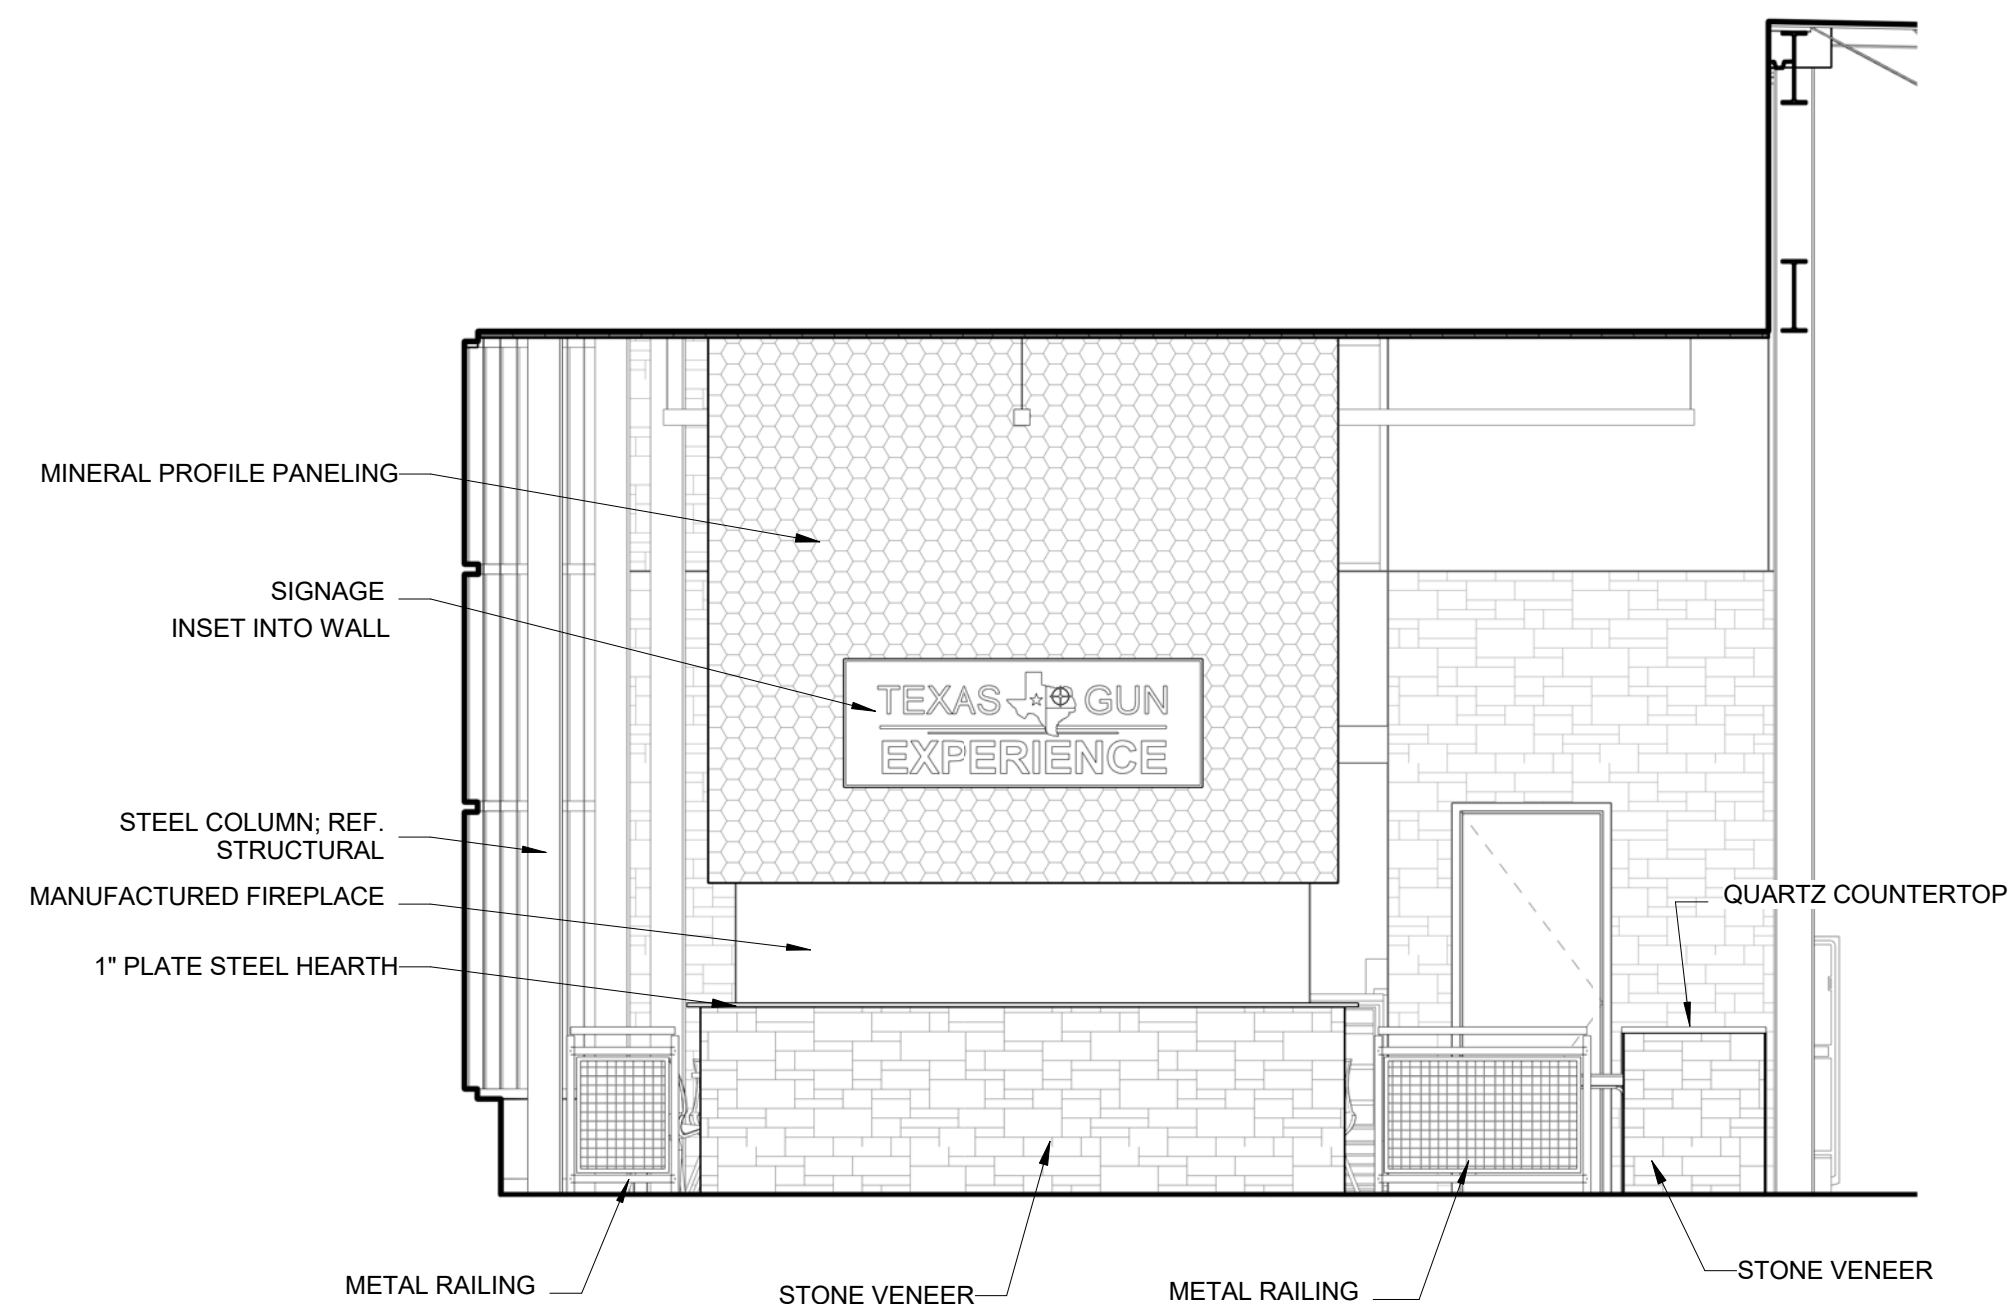 MINERAL PROFILE PANELING
SIGNAGE
INSET INTO WALL
TEXAS GUN
EXPERIENCE
STEEL COLUMN; REF.
STRUCTURAL
MANUFACTURED FIREPLACE
QUARTZ COUNTERTOP
1" PLATE STEEL HEARTH
METAL RAILING
STONE VENEER
METAL RAILING
STONE VENEER